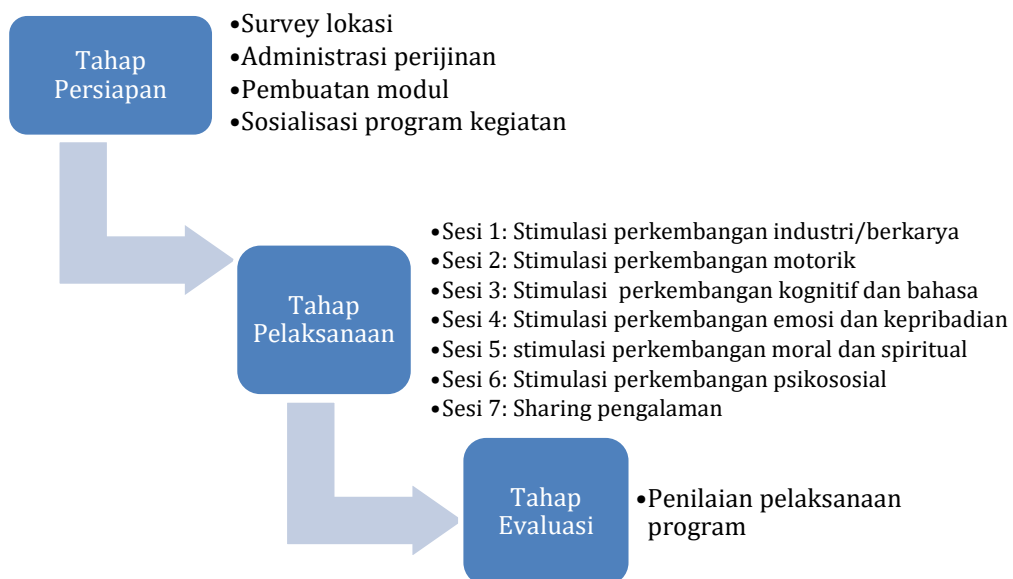 Tahap
Persiapan
•Survey lokasi
•Administrasi perijinan
•Pembuatan modul
•Sosialisasi program kegiatan
Tahap
Pelaksanaan
•Sesi 1: Stimulasi perkembangan industri/berkarya
•Sesi 2: Stimulasi perkembangan motorik
•Sesi 3: Stimulasi perkembangan kognitif dan bahasa
•Sesi 4: Stimulasi perkembangan emosi dan kepribadian
•Sesi 5: stimulasi perkembangan moral dan spiritual
•Sesi 6: Stimulasi perkembangan psikososial
•Sesi 7: Sharing pengalaman
Tahap
Evaluasi
•Penilaian pelaksanaan
program